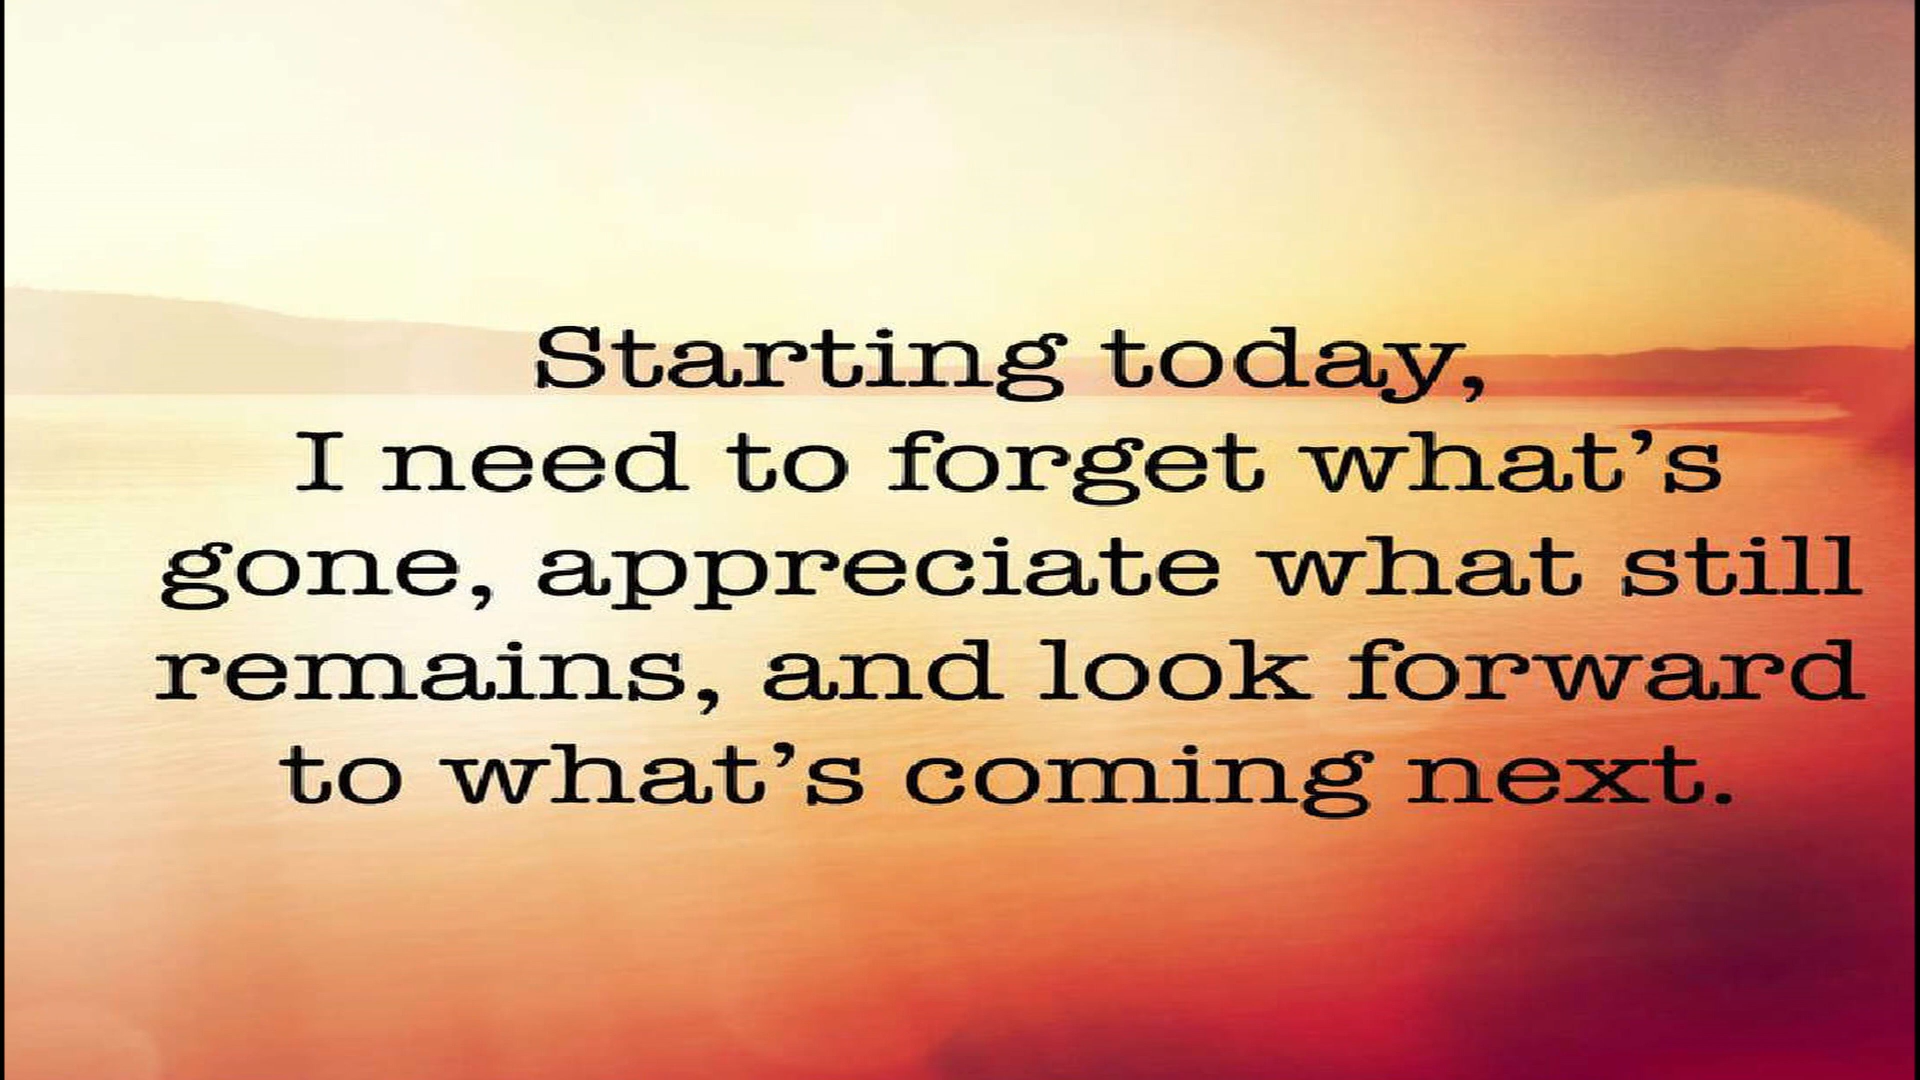 Starting today,
I need to forget what’s
gone, appreciate what still
remains, and look forward
to what’s coming next.